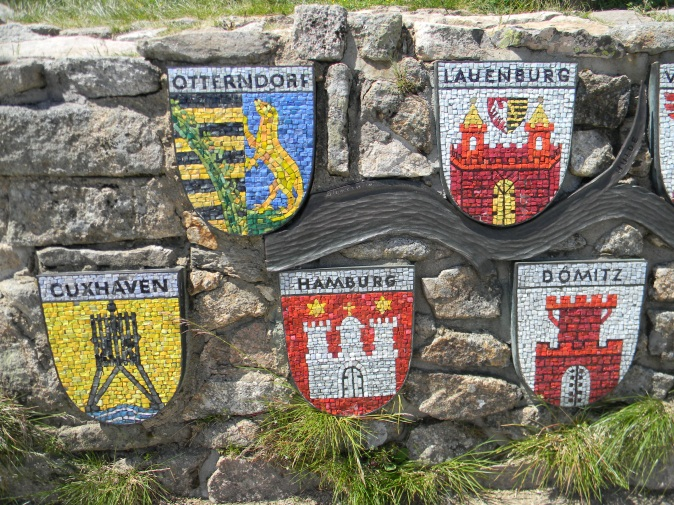 OTTERNDORF
LAUENBURG
CUXHAVEN
HAMBURG
DÖMITZ